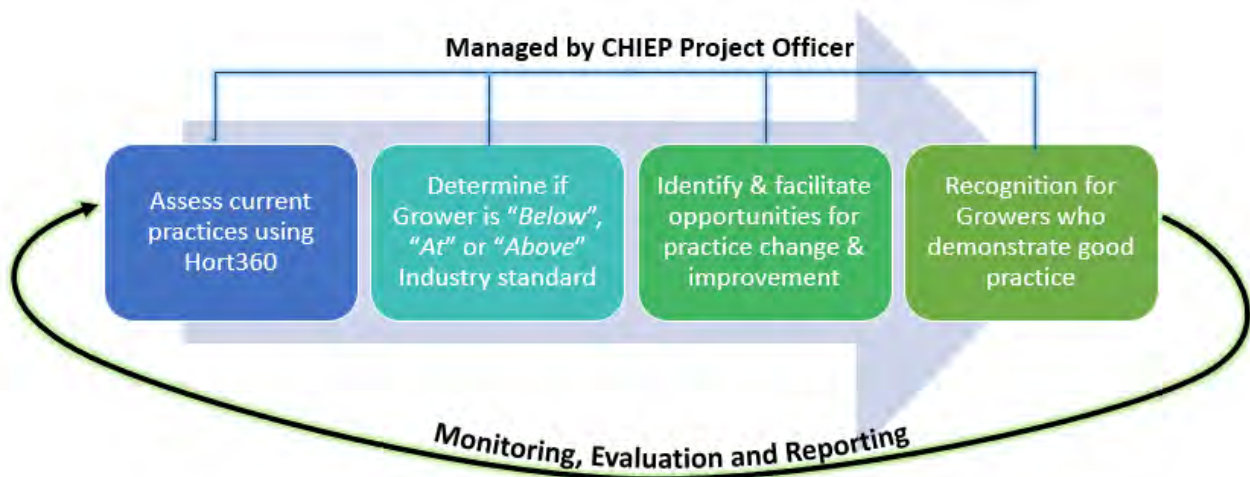 Managed by CHIEP Project Officer
Assess current
practices using
Hort360
Determine if
Grower is "Below",
"At" or "Above"
Industry standard
Identify & facilitate
opportunities for
practice change &
improvement
Recognition for
Growers who
demonstrate good
practice
Monitoring, Evaluation and Reporting